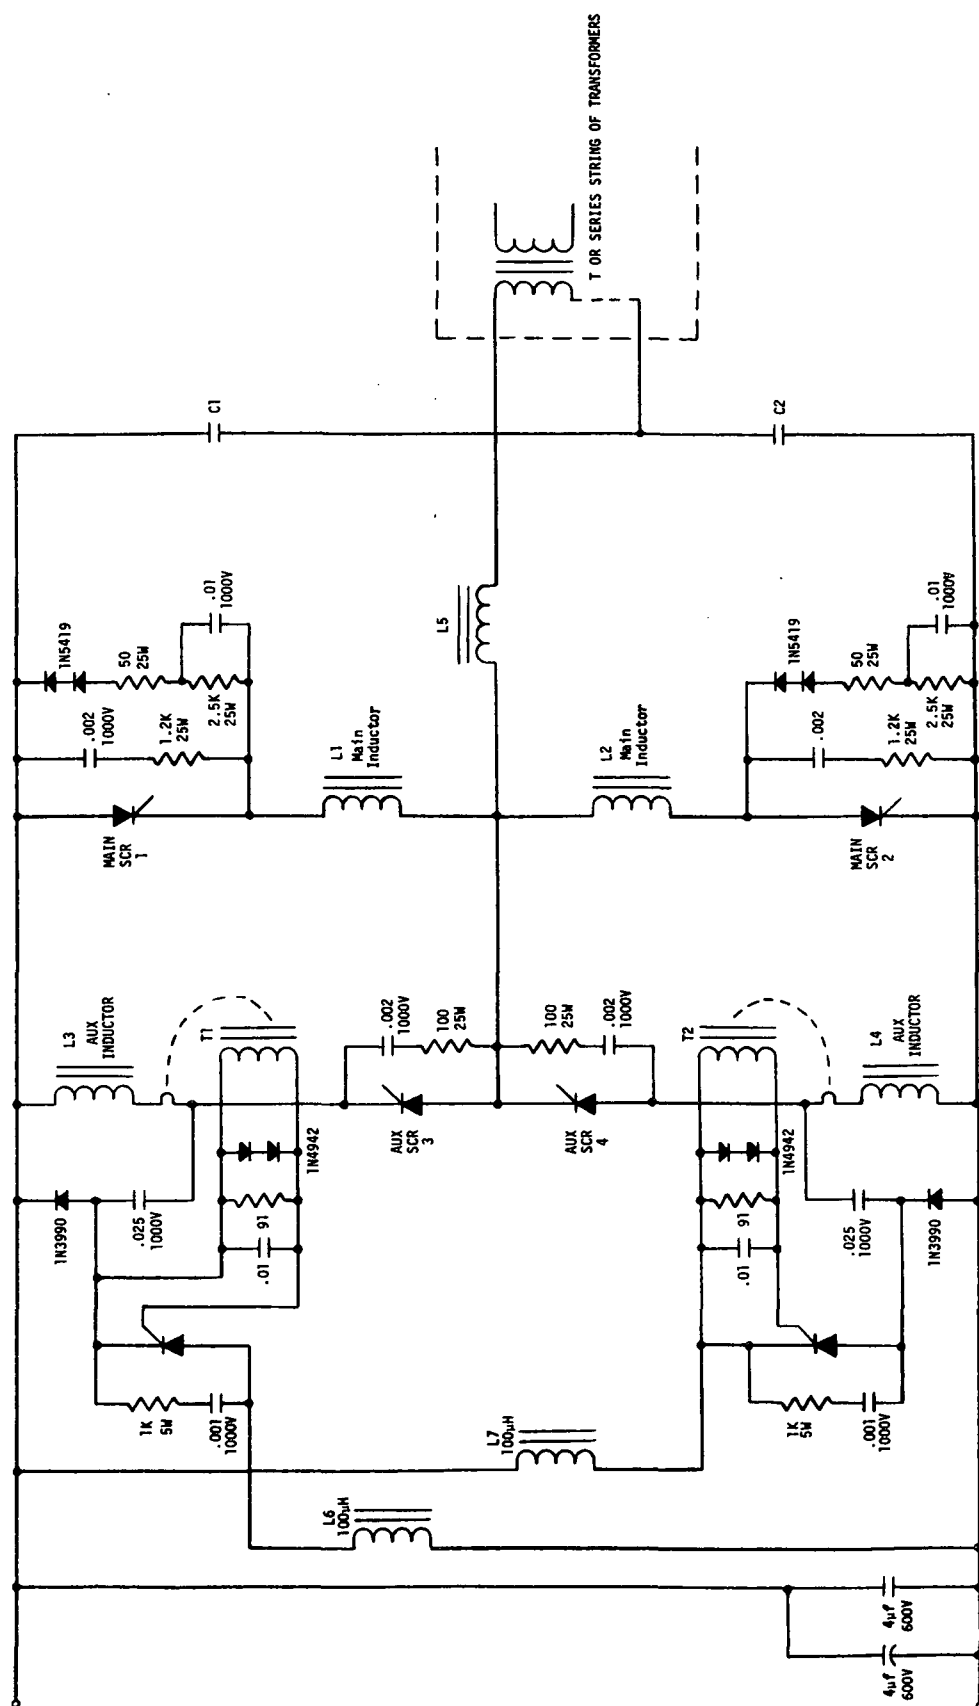 T OR SERIES STRING OF TRANSFORMERS
C1
C2
L5
1N5419
50
25W
.01
1000V
2.5K
25W
.002
1000V
1.2K
25W
L1
Main
Inductor
MAIN
SCR
1
L2
Main
Inductor
1N5419
50
25W
.01
1000V
2.5K
25W
.002
1.2K
25W
MAIN
SCR
2
L3
AUX
INDUCTOR
T1
.002
1000V
100
25W
100
25W
.002
1000V
T2
L4
AUX
INDUCTOR
1N3990
.025
1000V
1N4942
91
.01
AUX
SCR
3
AUX
SCR
4
1N4942
91
.01
.025
1000V
1N3990
1K
5W
.001
1000V
L7
100µH
1K
5W
.001
1000V
L6
100µH
4µf
600V
4µf
600V